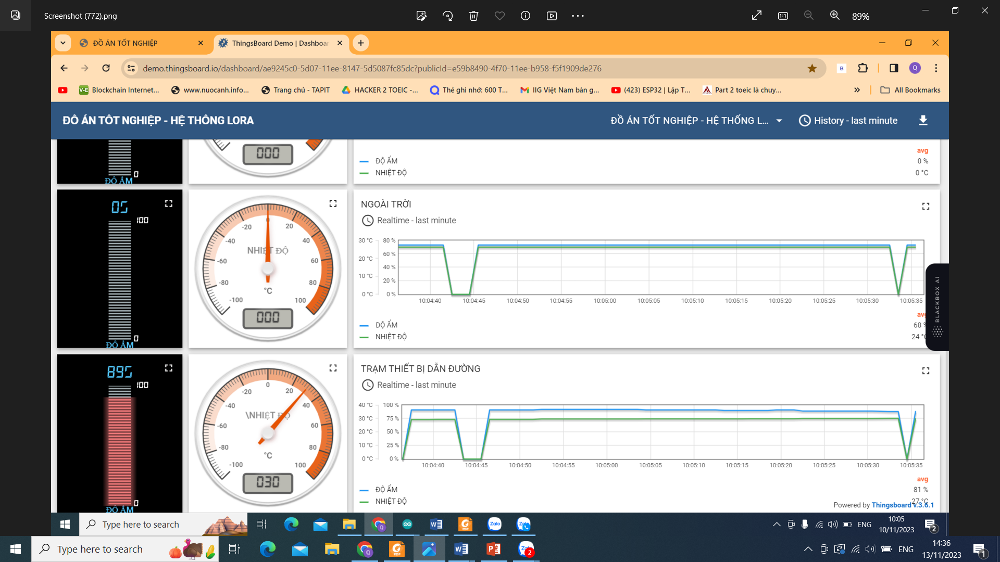 Screenshot (772).png
89%
ĐỒ ÁN TỐT NGHIỆP
ThingsBoard Demo | Dashboar
demo.thingsboard.io/dashboard/ae9245c0-5d07-11ee-8147-5d5087fc85dc?publicId=e59b8490-4f70-11ee-b958-f5f1909de276
Blockchain Internet...
www.nuocanh.info...
Trang chủ - TAPIT
HACKER 2 TOEIC -...
Thẻ ghi nhớ: 600 T...
IIG Việt Nam bàn g...
(423) ESP32 | Lập T...
Part 2 toeic là chuy...
All Bookmarks
ĐÔ ÁN TÔT NGHIỆP - HỆ THÔNG LORA
ĐỒ ÁN TỐT NGHIỆP - HỆ THỐNG L...
History - last minute
0
ĐỘ ẨM
000
avg
ĐỘ ẨM 0 %
NHIỆT ĐỘ 0 °C
05
100
0
ĐỘ ẨM
-100 -80 -60 -40 -20 0 20 40 60 80 100
NHIỆT ĐỘ
°C
000
NGOÀI TRỜI
Realtime - last minute
30 °C 80 %
60 %
20 °C
40 %
10 °C
20 %
0 °C 0 %
10:04:40 10:04:45 10:04:50 10:04:55 10:05:00 10:05:05 10:05:10 10:05:15 10:05:20 10:05:25 10:05:30 10:05:35
ĐỘ ẨM 68
NHIỆT ĐỘ 24
BLACKBOX AI
895
100
0
ĐỘ ẨM
-100 -80 -60 -40 -20 0 20 40 60 80 100
\NHIỆT ĐỘ
°C
030
TRẠM THIẾT BỊ DẪN ĐƯỜNG
Realtime - last minute
40 °C 100 %
30 °C 75 %
20 °C 50 %
10 °C 25 %
0 °C 0 %
10:04:40 10:04:45 10:04:50 10:04:55 10:05:00 10:05:05 10:05:10 10:05:15 10:05:20 10:05:25 10:05:30 10:05:35
avg
ĐỘ ẨM 81 %
NHIỆT ĐỘ 27 °C
Powered by Thingsboard v.3.6.1
Type here to search
ENG
10:05
10/11/2023
2
Type here to search
2
ENG
14:36
13/11/2023
1